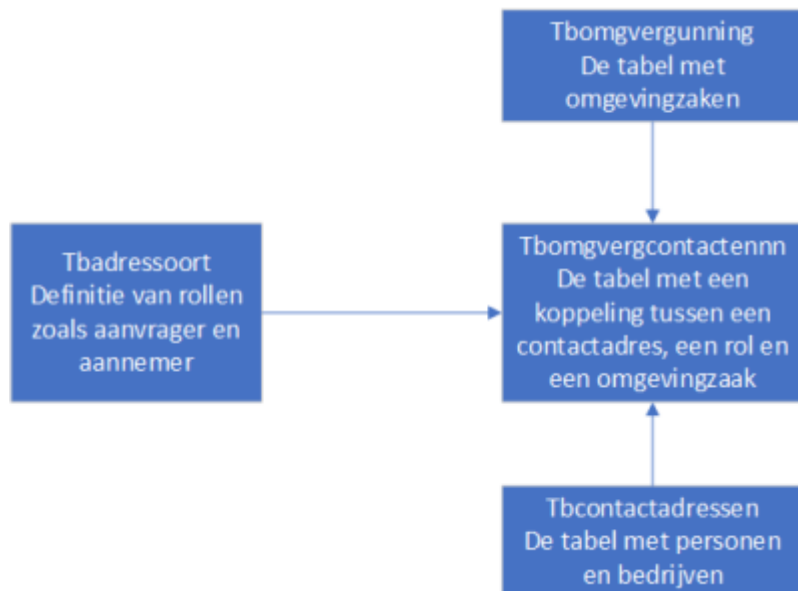 Tbomgvergunning
De tabel met
omgevingzaken
Tbadressoort
Definitie van rollen
zoals aanvrager en
aannemer
Tbomgvergcontactennn
De tabel met een
koppeling tussen een
contactadres, een rol en
een omgevingzaak
Tbcontactadressen
De tabel met personen
en bedrijven